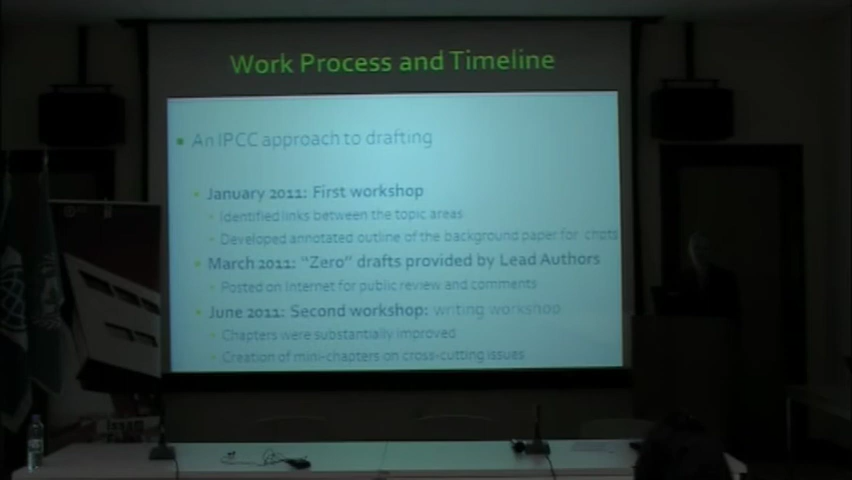 Work Process and Timeline
An IPCC approach to drafting
January 2011: First workshop
Identified links between the topic areas
Developed annotated outline of the background paper for chpts
March 2011: "Zero" drafts provided by Lead Authors
Posted on Internet for public review and comments
June 2011: Second workshop: writing workshop
Chapters were substantially improved
Creation of mini-chapters on cross-cutting issues